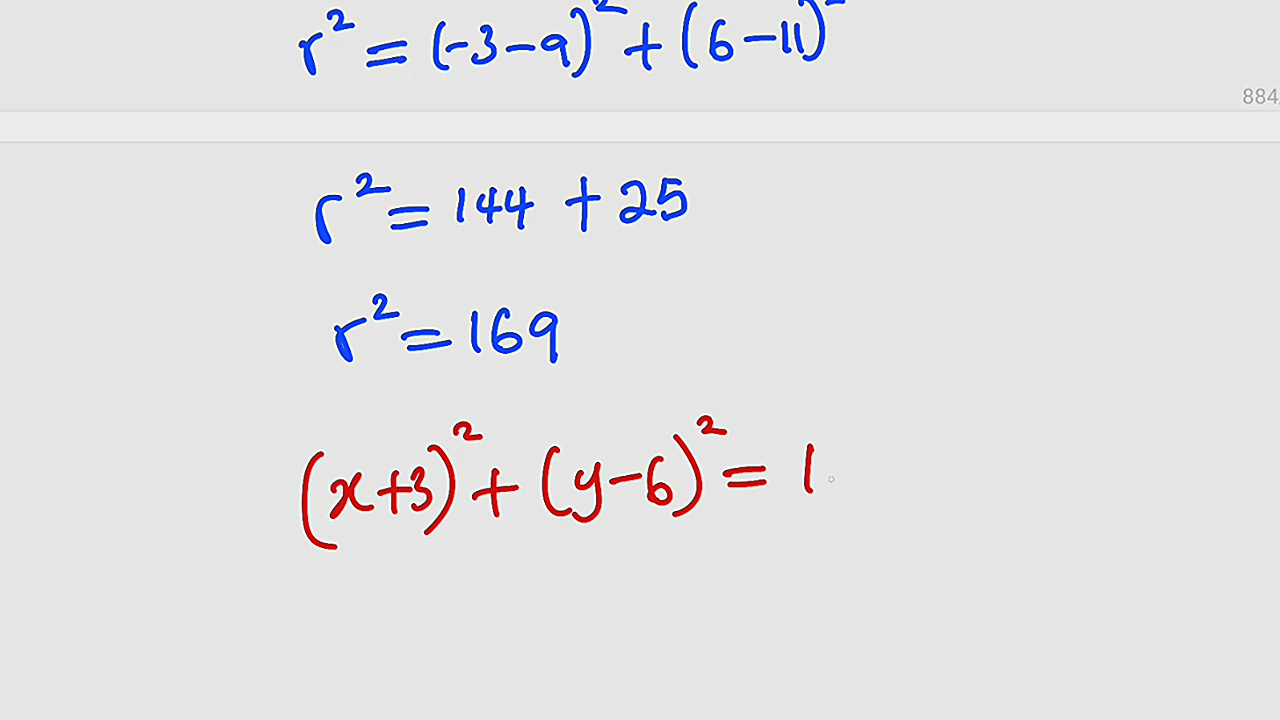 r² = (-3-9)² + (6-11)²
884
r² = 144 + 25
r² = 169
(x+3)² + (y-6)² = 1